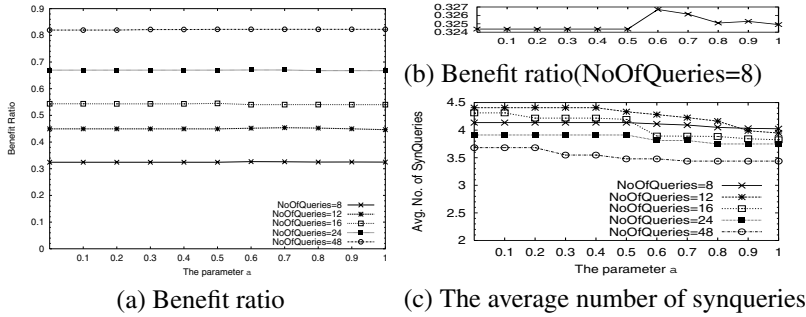 0.9
0.8
0.7
0.6
0.5
0.4
0.3
0.2
0.1
0
Benefit Ratio
NoOfQueries=8
NoOfQueries=12
NoOfQueries=16
NoOfQueries=24
NoOfQueries=48
0.1 0.2 0.3 0.4 0.5 0.6 0.7 0.8 0.9 1
The parameter a
(a) Benefit ratio
0.327
0.325
0.324
0.1 0.2 0.3 0.4 0.5 0.6 0.7 0.8 0.9 1
(b) Benefit ratio(NoOfQueries=8)
4.5
4
3.5
3
2.5
2
Avg. No. of SynQueries
NoOfQueries=8
NoOfQueries=12
NoOfQueries=16
NoOfQueries=24
NoOfQueries=48
0.1 0.2 0.3 0.4 0.5 0.6 0.7 0.8 0.9 1
The parameter a
(c) The average number of synqueries